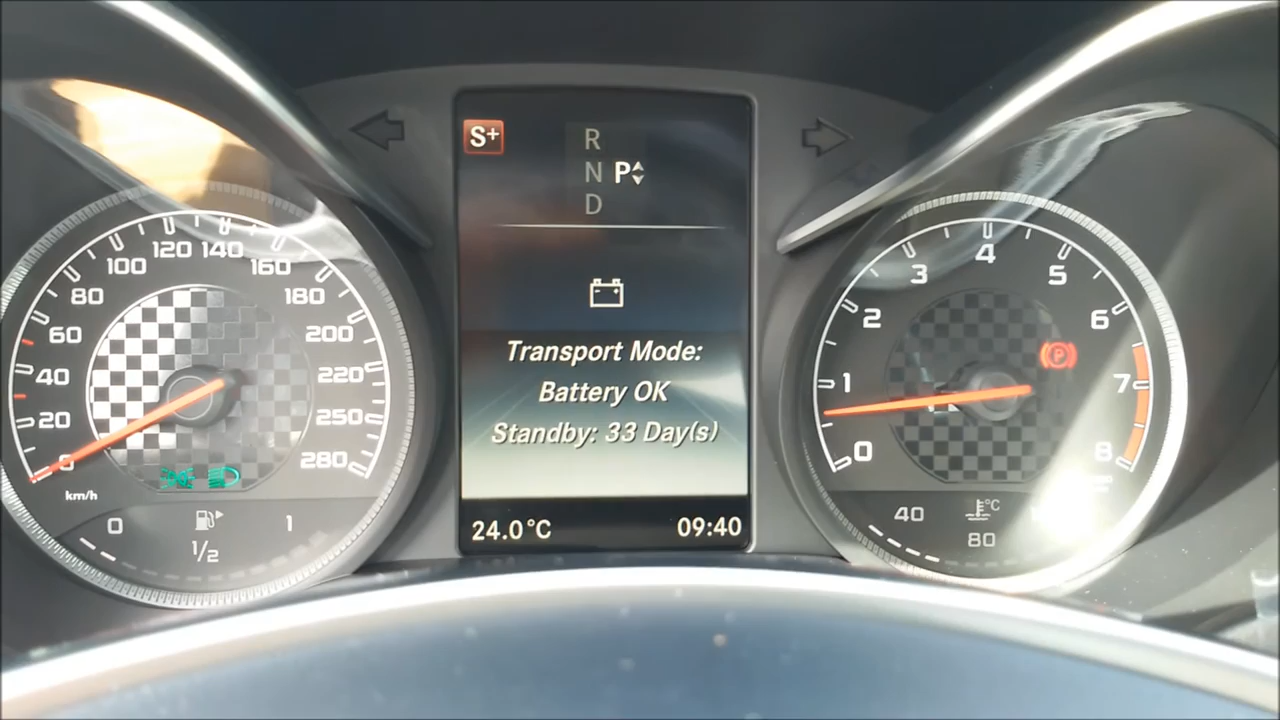 S+
R
N P
D
Transport Mode:
Battery OK
Standby: 33 Day(s)
24.0°C 09:40
0
20
40
60
80
100
120
140
160
180
200
220
250
280
km/h
0 1/2 1
0
1
2
3
4
5
6
7
8
P
40 80 °C